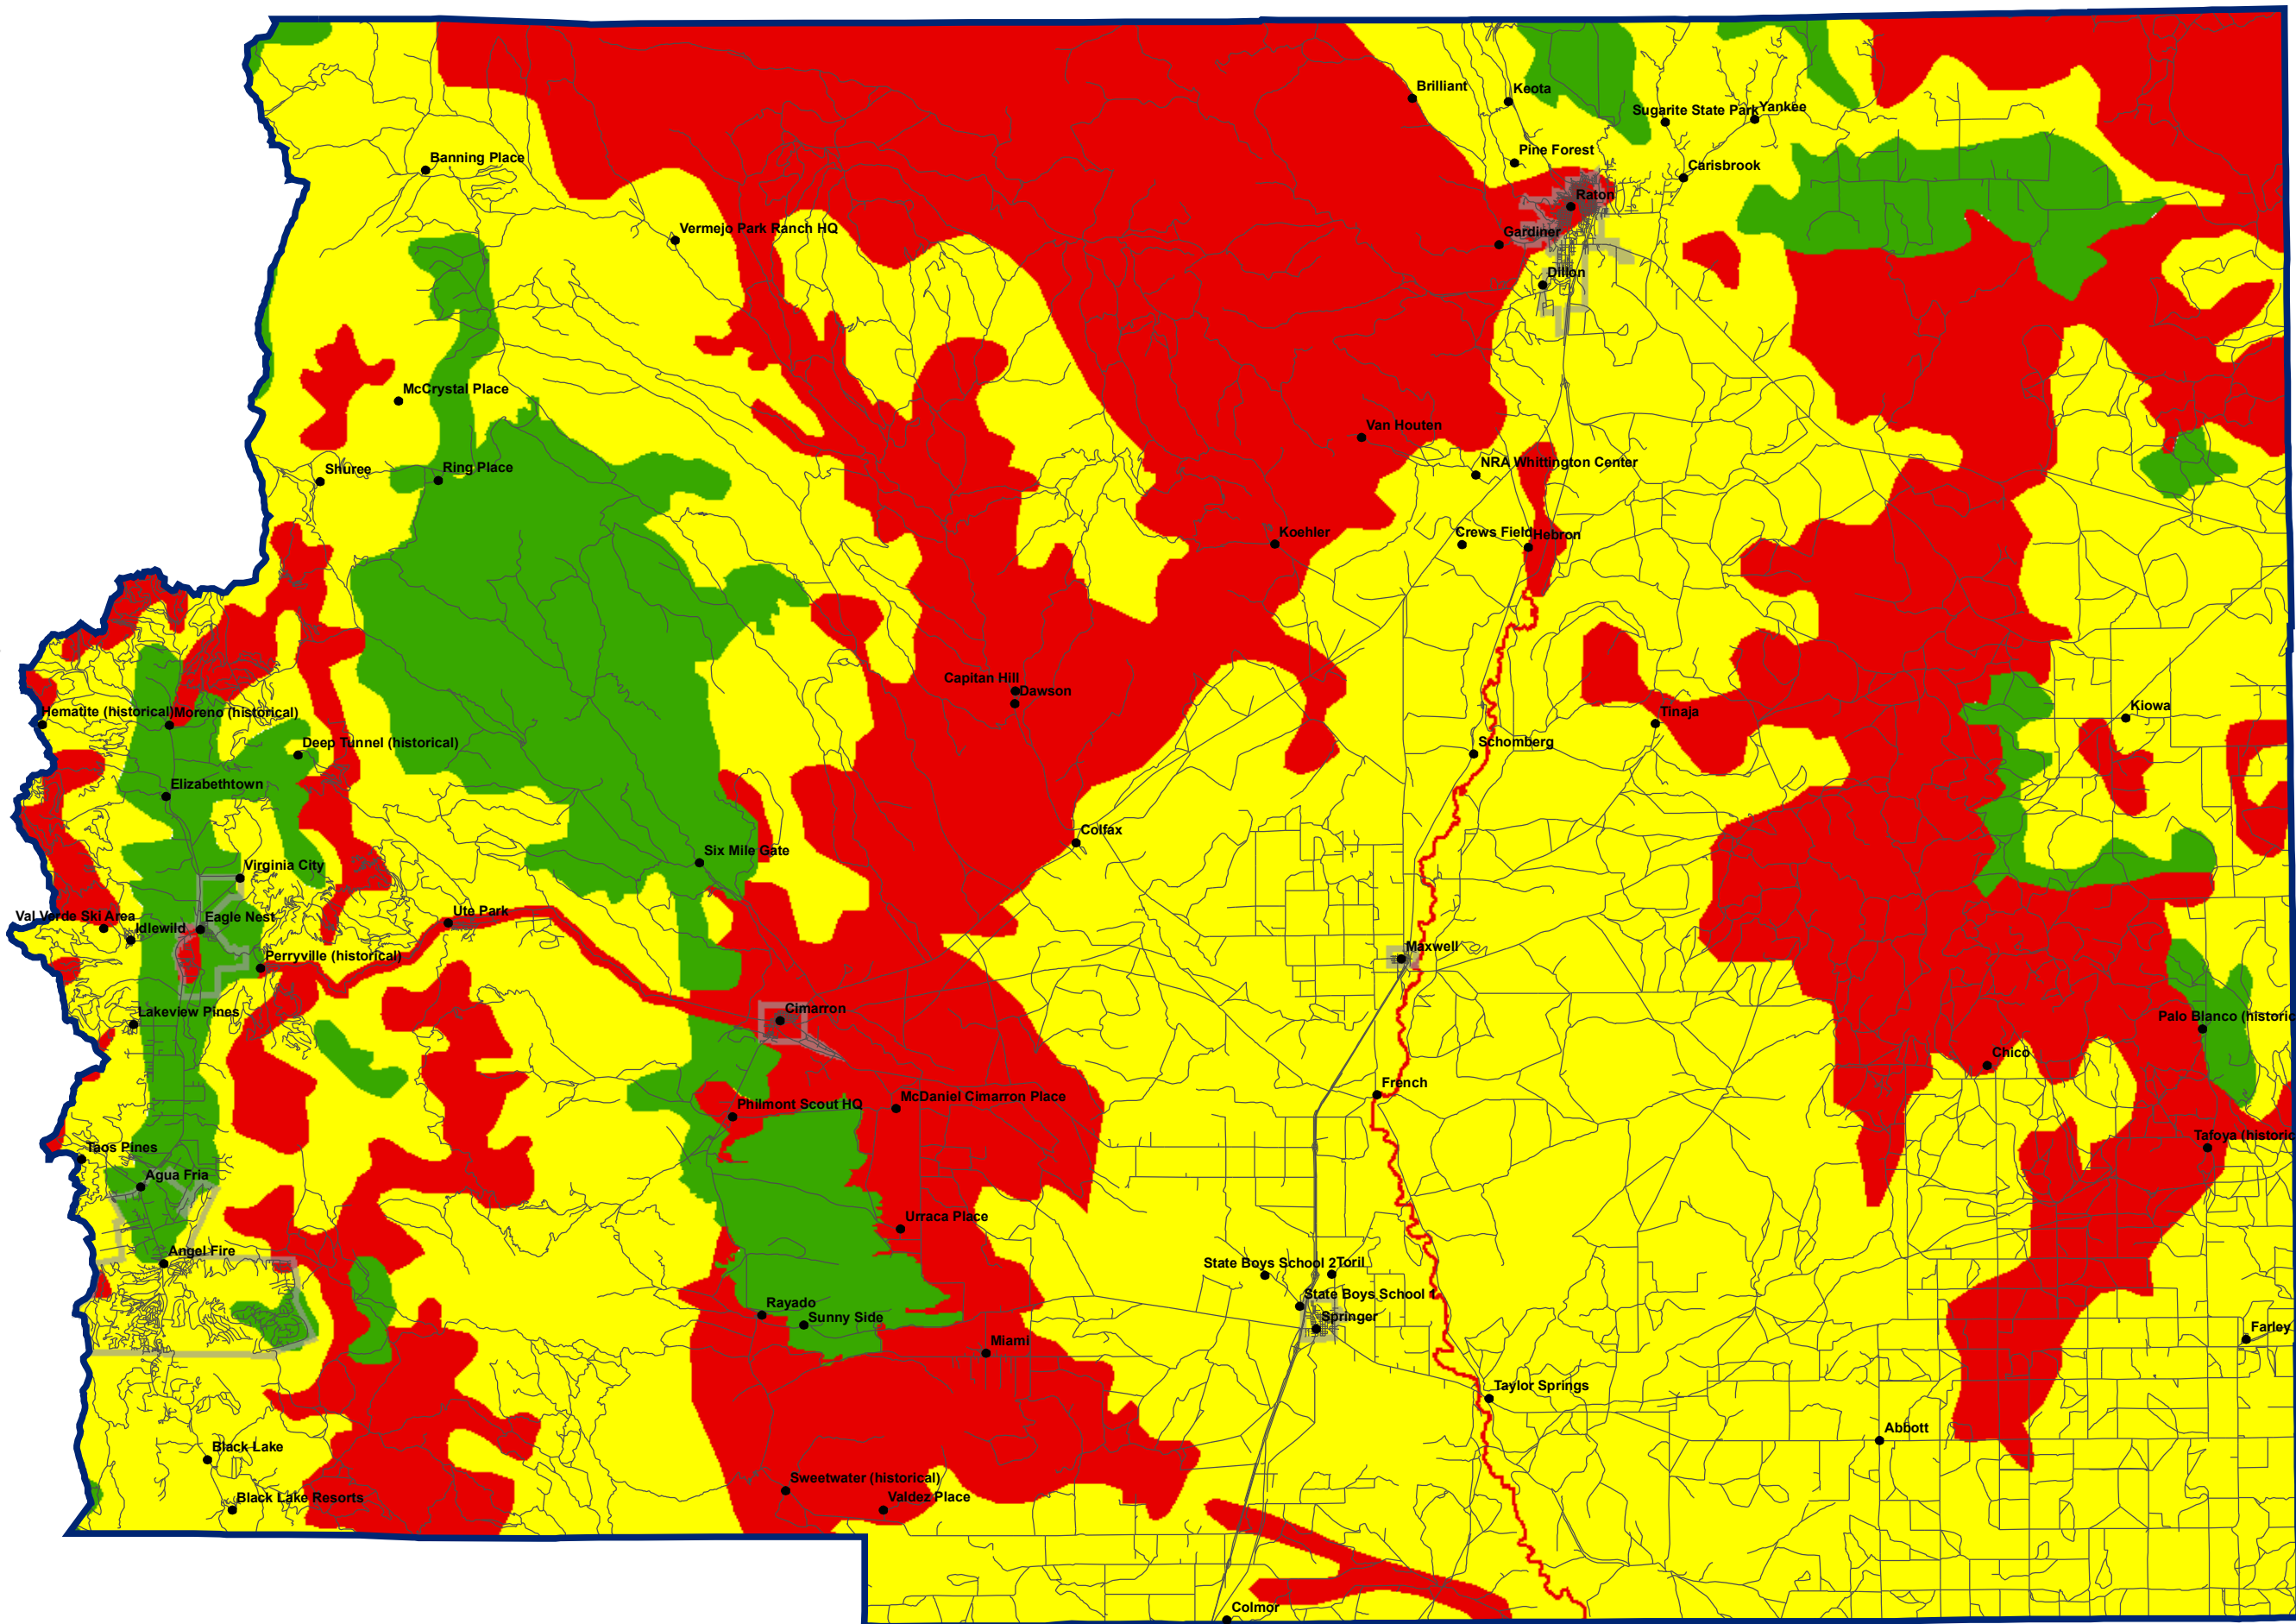 Brilliant
Keota
Sugarite State Park
Yankee
Banning Place
Pine Forest
Carisbrook
Raton
Vermejo Park Ranch HQ
Gardiner
Dillon
McCrystal Place
Van Houten
Shuree
Ring Place
NRA Whittington Center
Koehler
Crews Field
Hebron
Capitan Hill
Dawson
Hematite (historical)
Moreno (historical)
Tinaja
Kiowa
Deep Tunnel (historical)
Schomberg
Elizabethtown
Colfax
Six Mile Gate
Virginia City
Val Verde Ski Area
Eagle Nest
Ute Park
Idlewild
Maxwell
Perryville (historical)
Lakeview Pines
Cimarron
Palo Blanco (historic
Chico
French
McDaniel Cimarron Place
Philmont Scout HQ
Tafoya (historic
Taos Pines
Agua Fria
Urraca Place
Angel Fire
State Boys School 2
Toril
State Boys School 1
Rayado
Sunny Side
Springer
Farley
Miami
Taylor Springs
Abbott
Black Lake
Sweetwater (historical)
Black Lake Resorts
Valdez Place
Colmor